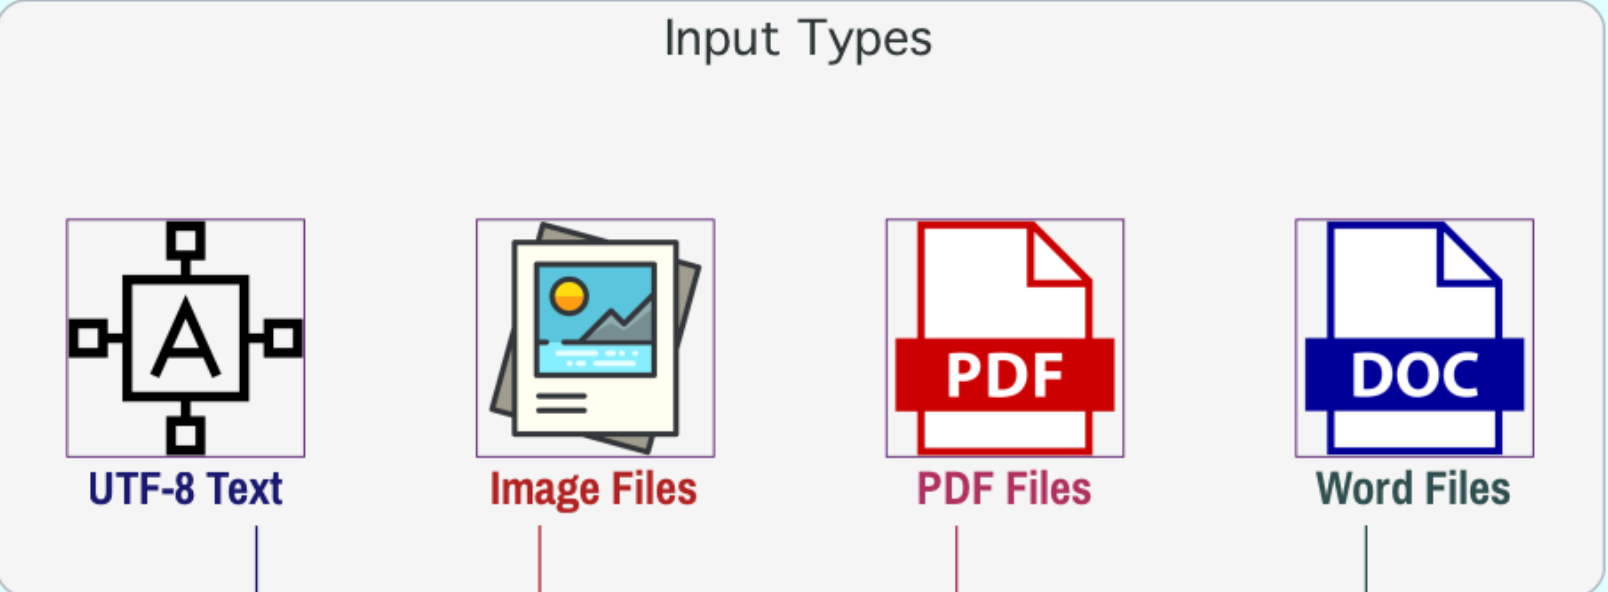 Input Types
A
PDF
DOC
UTF-8 Text
Image Files
PDF Files
Word Files